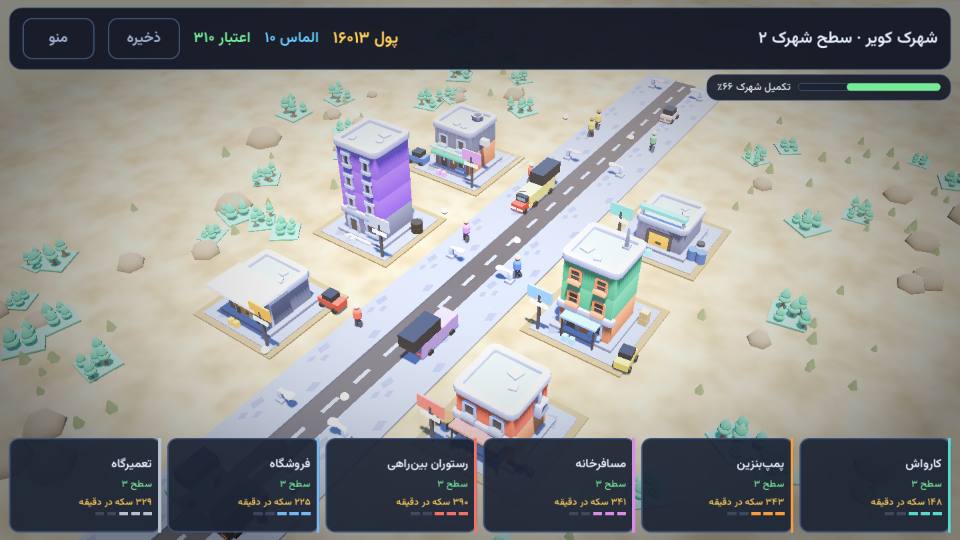 شهرک کویر · سطح شهرک ۲
پول ۱۶۰۱۳
الماس ۱۰
اعتبار ۳۱۰
ذخیره
منو
تکمیل شهرک ۶۶٪
کارواش
سطح ۳
۱۴۸ سکه در دقیقه
پمپ‌بنزین
سطح ۳
۳۴۳ سکه در دقیقه
مسافرخانه
سطح ۳
۳۴۱ سکه در دقیقه
رستوران بین‌راهی
سطح ۳
۳۹۰ سکه در دقیقه
فروشگاه
سطح ۳
۲۲۵ سکه در دقیقه
تعمیرگاه
سطح ۳
۳۲۹ سکه در دقیقه